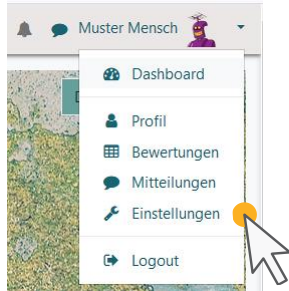 Muster Mensch
Dashboard
Profil
Bewertungen
Mitteilungen
Einstellungen
Logout